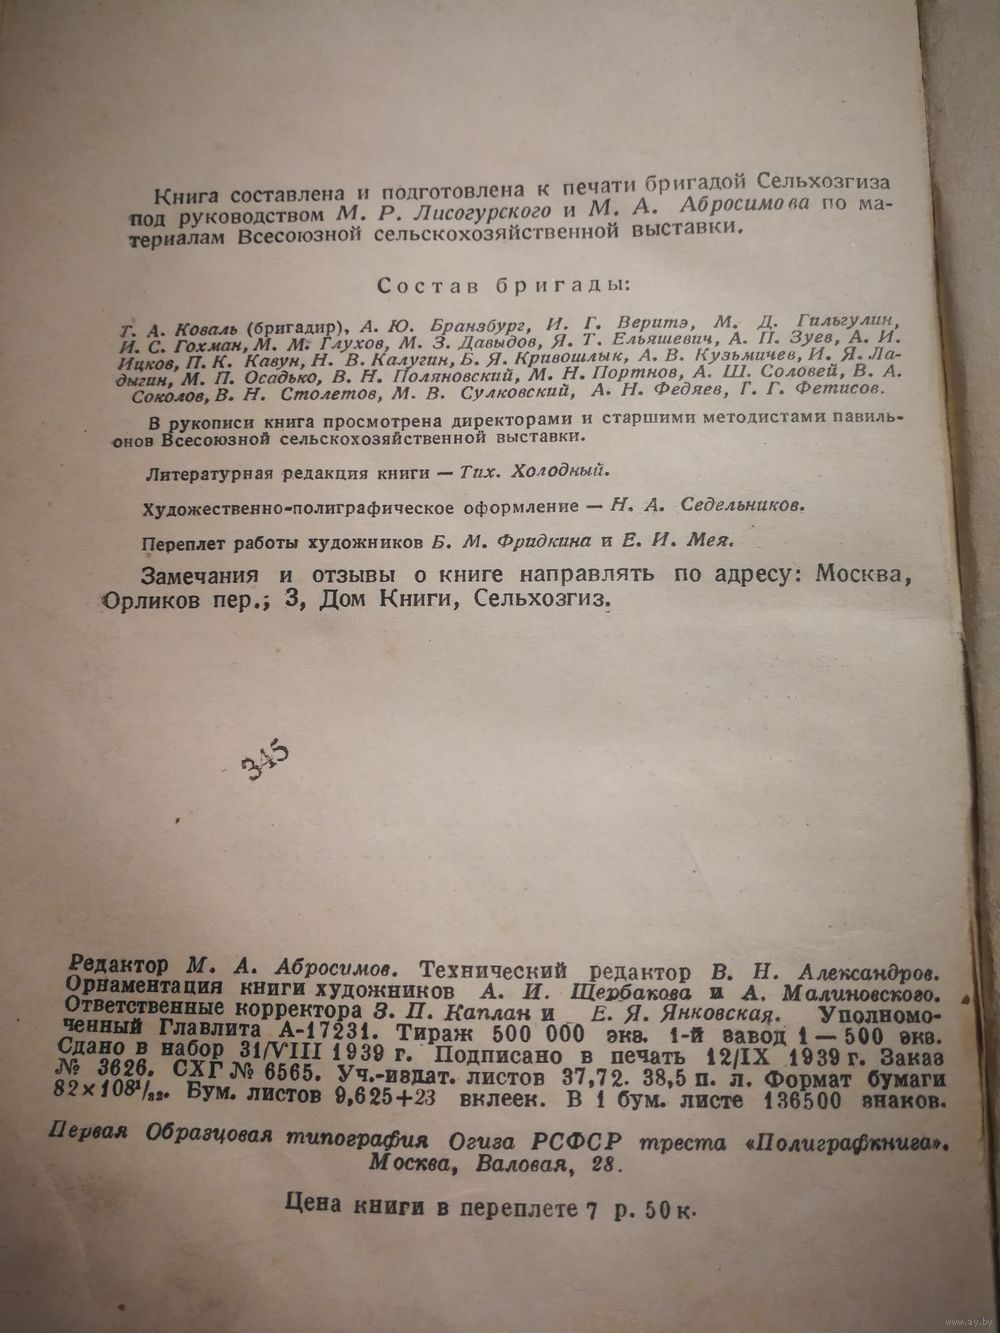 Книга составлена и подготовлена к печати бригадой Сельхозгиза
под руководством М. Р. Лисогурского и М. А. Абросимова по ма-
териалам Всесоюзной сельскохозяйственной выставки.
Состав бригады:
Т. А. Коваль (бригадир), А. Ю. Бранзбург, И. Г. Веритэ, М. Д. Гильгулин,
И. С. Гохман, М. М. Глухов, М. З. Давыдов, Я. Т. Ельяшевич, А. П. Зуев, А. И.
Ицков, П. К. Кавун, Н. В. Калугин, Б. Я. Кривошлык, А. В. Кузьмичев, И. Я. Ла-
дыгин, М. П. Осадько, В. Н. Поляновский, М. Н. Портнов, А. Ш. Соловей, В. А.
Соколов, В. Н. Столетов, М. В. Сулковский, А. Н. Федяев, Г. Г. Фетисов.
В рукописи книга просмотрена директорами и старшими методистами павиль-
онов Всесоюзной сельскохозяйственной выставки.
Литературная редакция книги — Тих. Холодный.
Художественно-полиграфическое оформление — Н. А. Седельников.
Переплет работы художников Б. М. Фридкина и Е. И. Мея.
Замечания и отзывы о книге направлять по адресу: Москва,
Орликов пер., 3, Дом Книги, Сельхозгиз.
345
Редактор М. А. Абросимов. Технический редактор В. Н. Александров.
Орнаментация книги художников А. И. Щербакова и А. Малиновского.
Ответственные корректора З. П. Каплан и Е. Я. Янковская. Уполномо-
ченный Главлита А-17231. Тираж 500 000 экз. 1-й завод 1 — 500 экз.
Сдано в набор 31/VIII 1939 г. Подписано в печать 12/IX 1939 г. Заказ
№ 3626. СХГ № 6565. Уч.-издат. листов 37,72. 38,5 п. л. Формат бумаги
82×108¹/₃₂. Бум. листов 9,625+23 вклеек. В 1 бум. листе 136500 знаков.
Первая Образцовая типография Огиза РСФСР треста «Полиграфкнига».
Москва, Валовая, 28.
Цена книги в переплете 7 р. 50 к.
www.ay.by